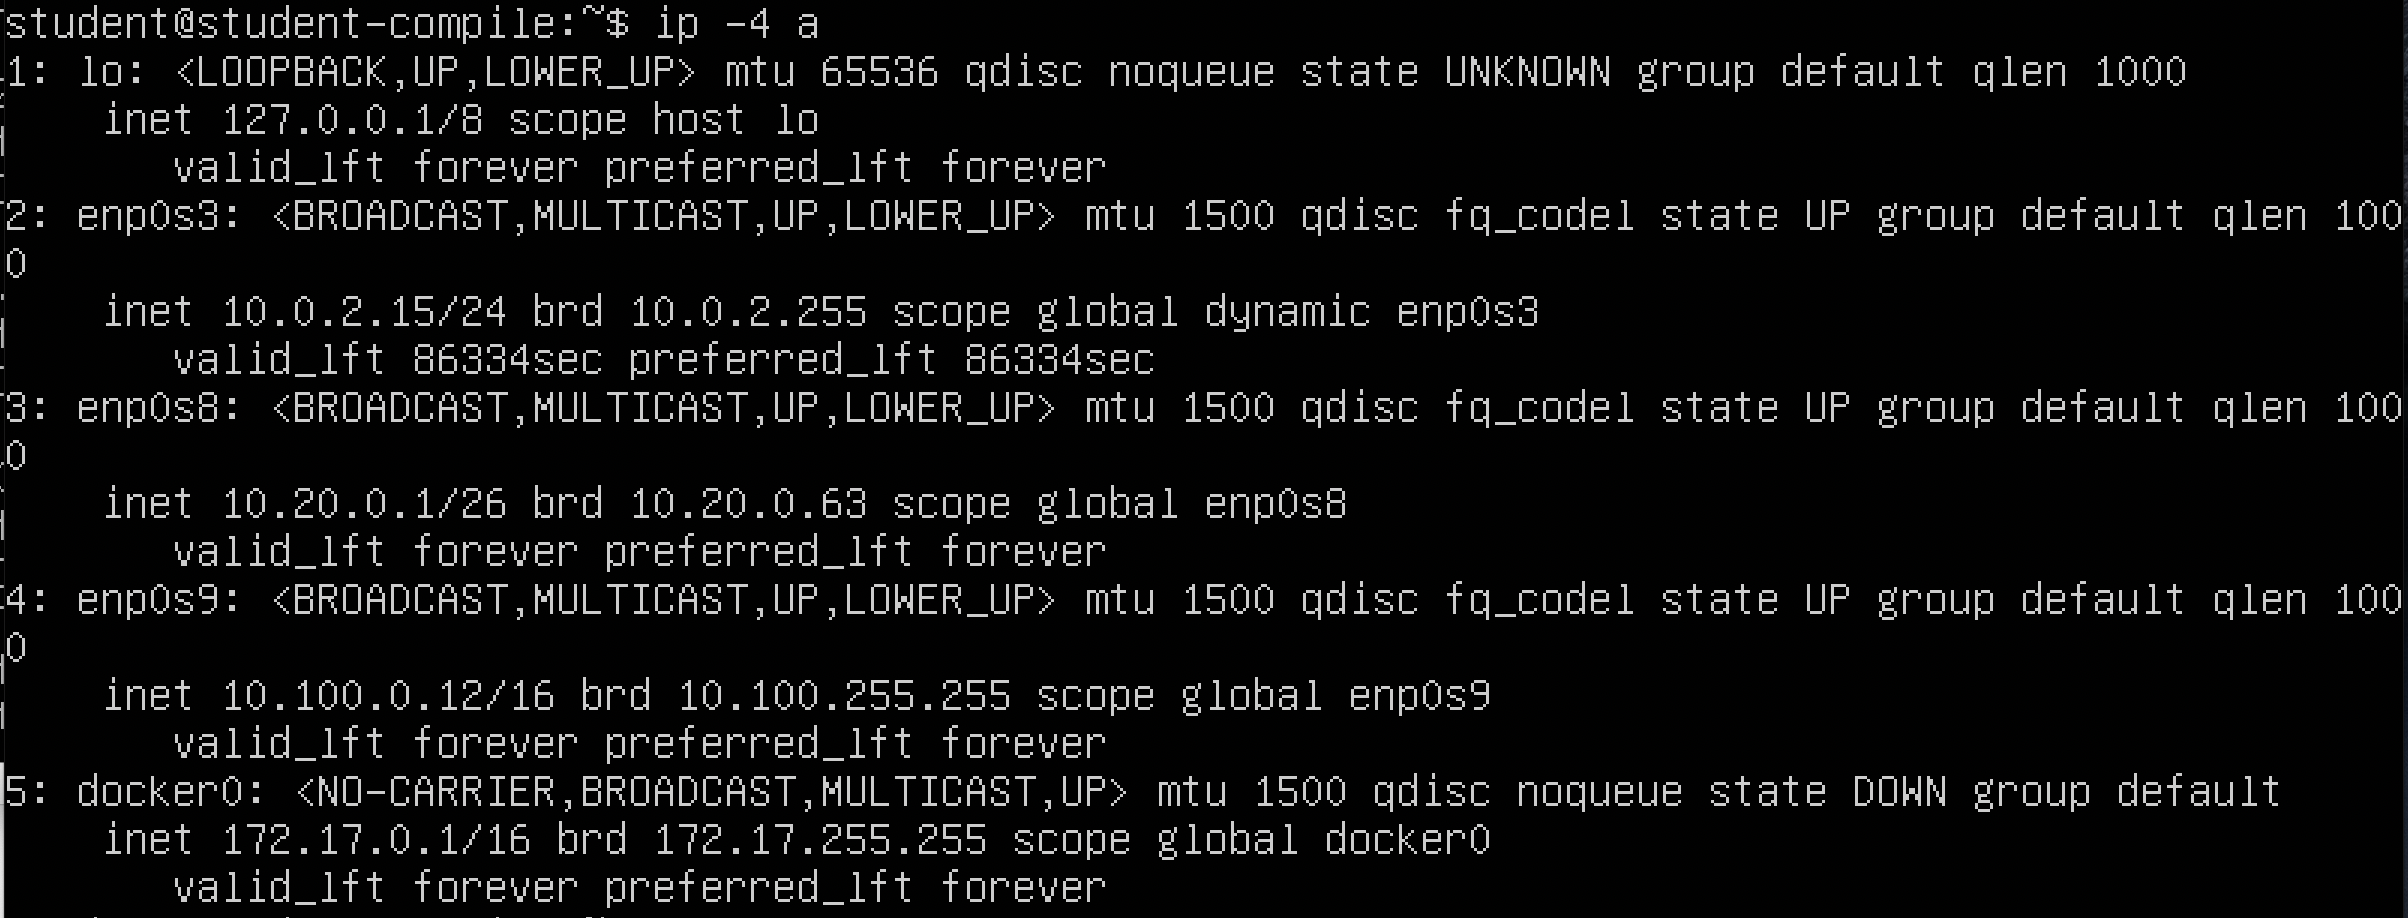 student@student-compile:~$ ip -4 a
1: lo: <LOOPBACK,UP,LOWER_UP> mtu 65536 qdisc noqueue state UNKNOWN group default qlen 1000
    inet 127.0.0.1/8 scope host lo
       valid_lft forever preferred_lft forever
2: enp0s3: <BROADCAST,MULTICAST,UP,LOWER_UP> mtu 1500 qdisc fq_codel state UP group default qlen 100
0
    inet 10.0.2.15/24 brd 10.0.2.255 scope global dynamic enp0s3
       valid_lft 86334sec preferred_lft 86334sec
3: enp0s8: <BROADCAST,MULTICAST,UP,LOWER_UP> mtu 1500 qdisc fq_codel state UP group default qlen 100
0
    inet 10.20.0.1/26 brd 10.20.0.63 scope global enp0s8
       valid_lft forever preferred_lft forever
4: enp0s9: <BROADCAST,MULTICAST,UP,LOWER_UP> mtu 1500 qdisc fq_codel state UP group default qlen 100
0
    inet 10.100.0.12/16 brd 10.100.255.255 scope global enp0s9
       valid_lft forever preferred_lft forever
5: docker0: <NO-CARRIER,BROADCAST,MULTICAST,UP> mtu 1500 qdisc noqueue state DOWN group default
    inet 172.17.0.1/16 brd 172.17.255.255 scope global docker0
       valid_lft forever preferred_lft forever